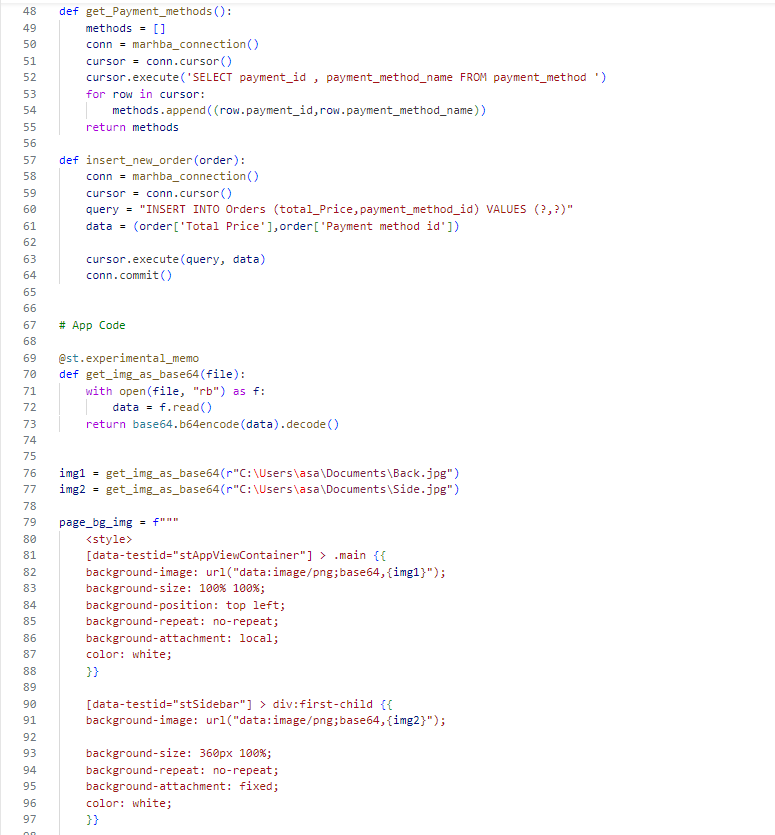 48 def get_Payment_methods():
49     methods = []
50     conn = marhba_connection()
51     cursor = conn.cursor()
52     cursor.execute('SELECT payment_id , payment_method_name FROM payment_method ')
53     for row in cursor:
54         methods.append((row.payment_id,row.payment_method_name))
55     return methods
56
57 def insert_new_order(order):
58     conn = marhba_connection()
59     cursor = conn.cursor()
60     query = "INSERT INTO Orders (total_Price,payment_method_id) VALUES (?,?)"
61     data = (order['Total Price'],order['Payment method id'])
62
63     cursor.execute(query, data)
64     conn.commit()
65
66
67 # App Code
68
69 @st.experimental_memo
70 def get_img_as_base64(file):
71     with open(file, "rb") as f:
72         data = f.read()
73     return base64.b64encode(data).decode()
74
75
76 img1 = get_img_as_base64(r"C:\Users\asa\Documents\Back.jpg")
77 img2 = get_img_as_base64(r"C:\Users\asa\Documents\Side.jpg")
78
79 page_bg_img = f"""
80     <style>
81     [data-testid="stAppViewContainer"] > .main {{
82     background-image: url("data:image/png;base64,{img1}");
83     background-size: 100% 100%;
84     background-position: top left;
85     background-repeat: no-repeat;
86     background-attachment: local;
87     color: white;
88     }}
89
90     [data-testid="stSidebar"] > div:first-child {{
91     background-image: url("data:image/png;base64,{img2}");
92
93     background-size: 360px 100%;
94     background-repeat: no-repeat;
95     background-attachment: fixed;
96     color: white;
97     }}